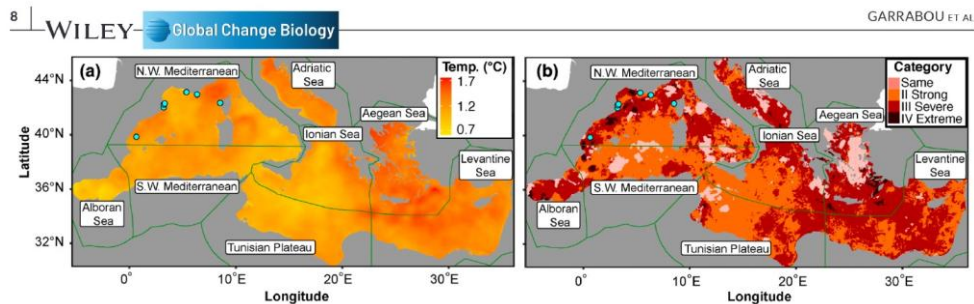 8
WILEY
Global Change Biology
GARRABOU ET AL
(a)
N.W. Mediterranean
Adriatic
Sea
Temp. (°C)
1.7
1.2
0.7
Ionian Sea
Aegean Sea
Levantine
Sea
S.W. Mediterranean
Alboran
Sea
Tunisian Plateau
44°N
40°N
36°N
32°N
Latitude
0°
10°E
20°E
30°E
Longitude
(b)
N.W. Mediterranean
Adriatic
Sea
Category
Same
II Strong
III Severe
IV Extreme
Ionian Sea
Aegean Sea
Levantine
Sea
S.W. Mediterranean
Alboran
Sea
Tunisian Plateau
0°
10°E
20°E
30°E
Longitude